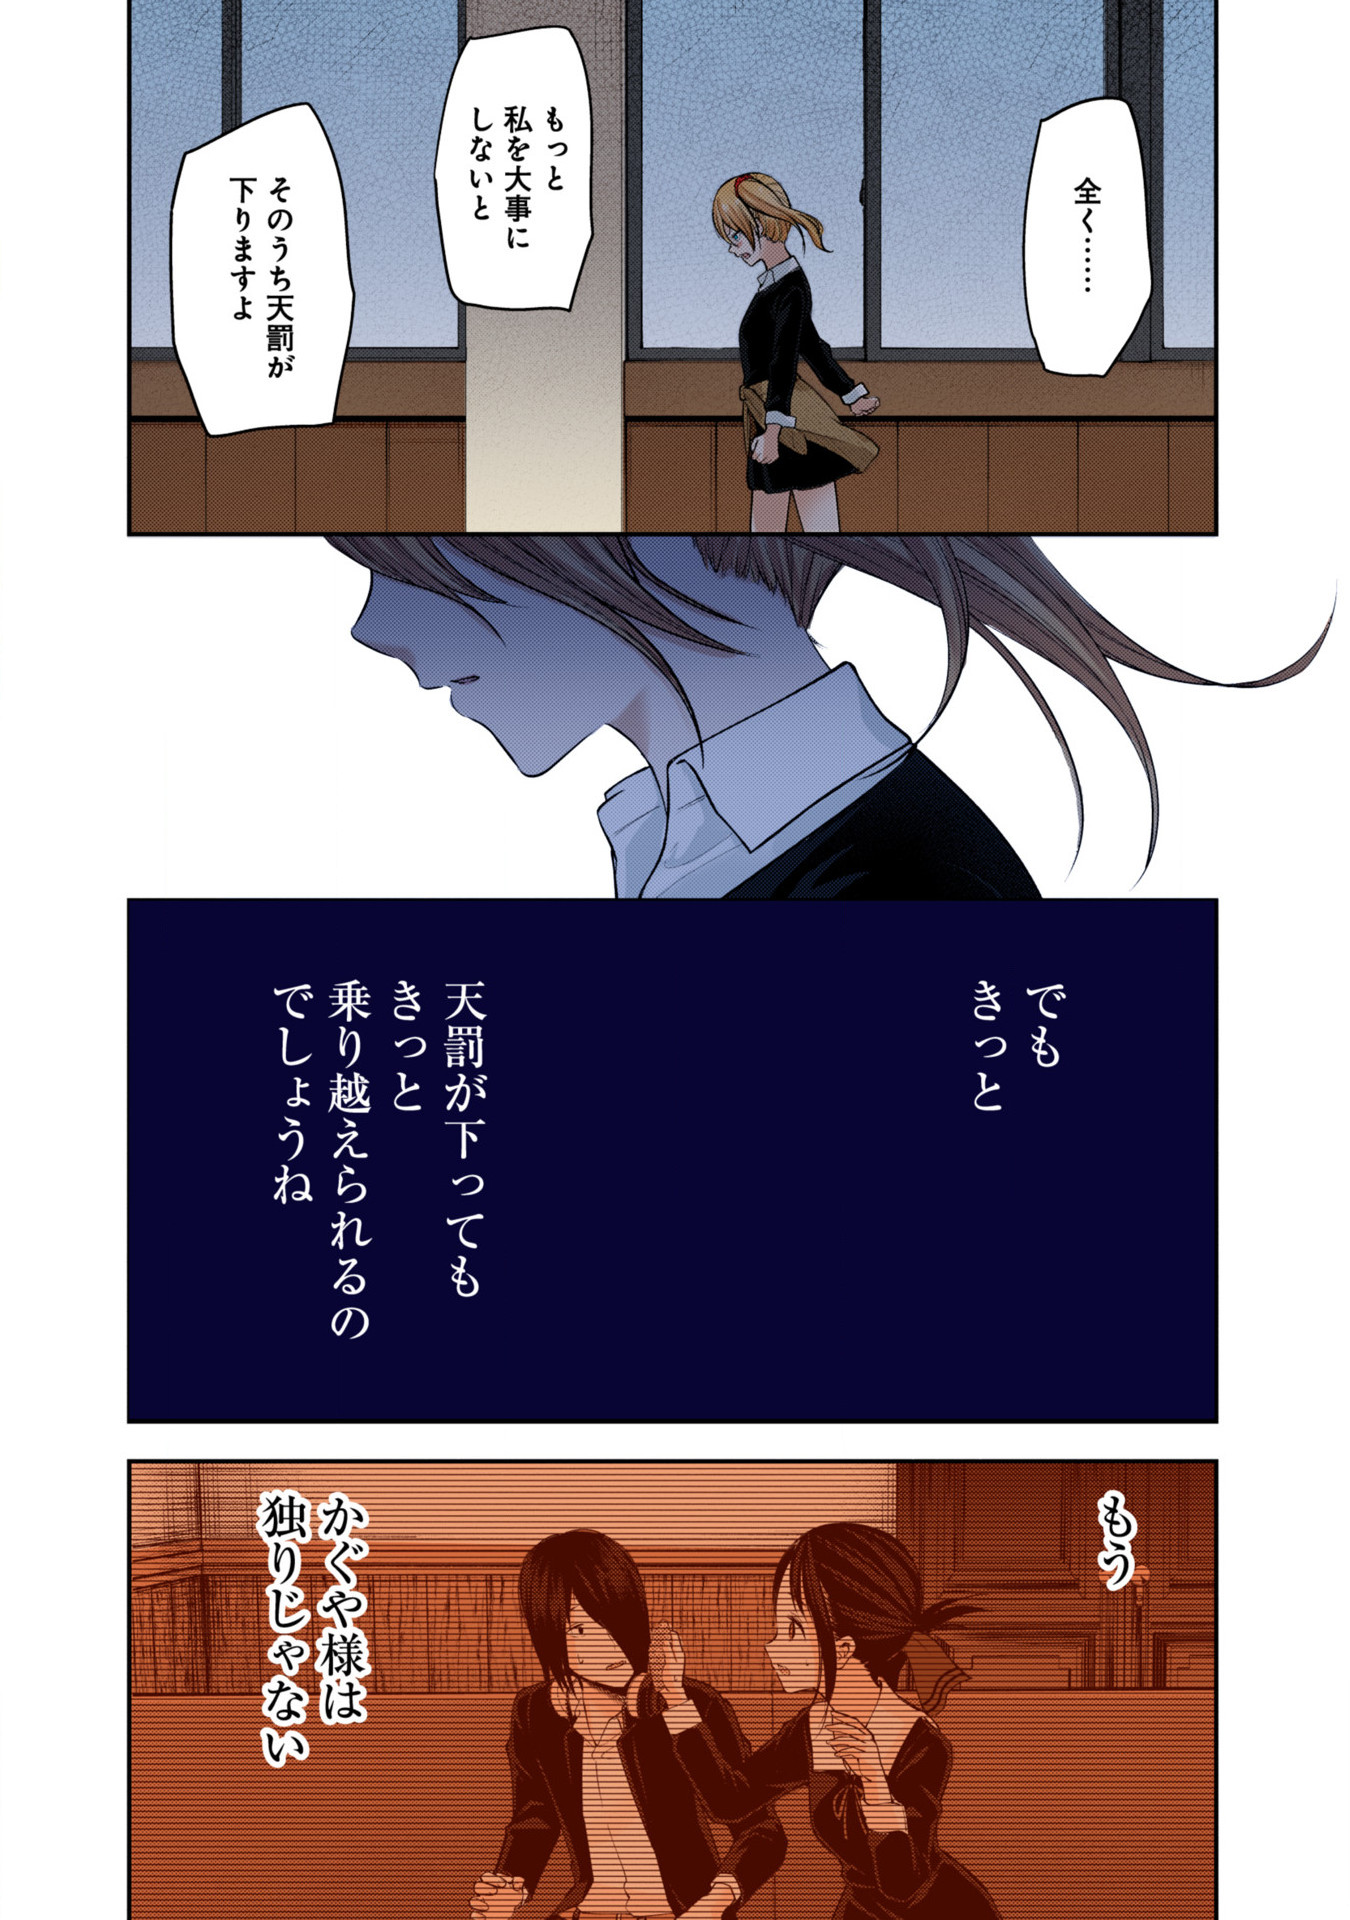 全く……
もっと
私を大事に
しないと
そのうち天罰が
下りますよ
でも
きっと
天罰が下っても
きっと
乗り越えられるの
でしょうね
もう
かぐや様は
独りじゃない